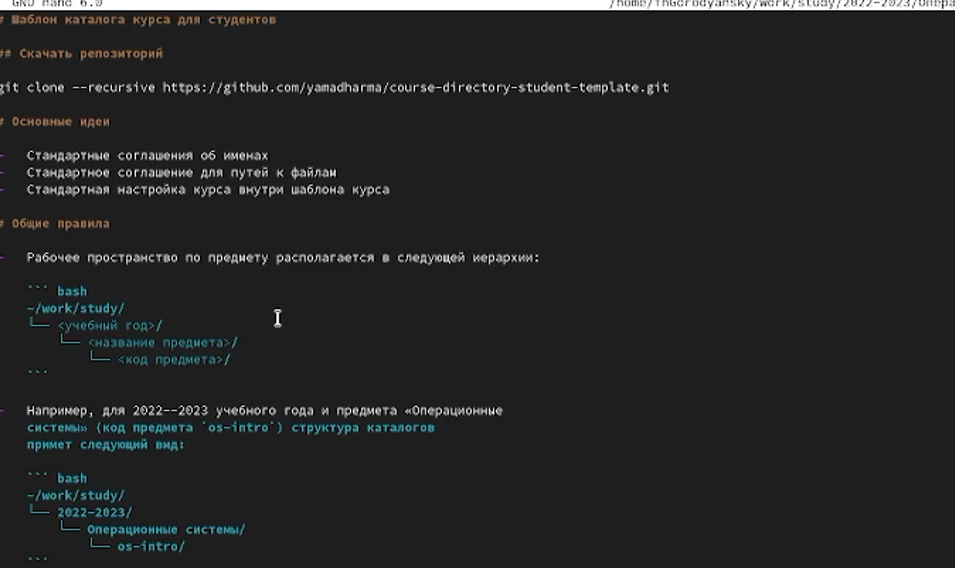 GNU nano 6.0 /home/fngorodyansky/work/study/2022-2023/Опера
# Шаблон каталога курса для студентов
## Скачать репозиторий
git clone --recursive https://github.com/yamadharma/course-directory-student-template.git
# Основные идеи
- Стандартные соглашения об именах
- Стандартное соглашение для путей к файлам
- Стандартная настройка курса внутри шаблона курса
# Общие правила
- Рабочее пространство по предмету располагается в следующей иерархии:
``` bash
~/work/study/
└── <учебный год>/
└── <название предмета>/
└── <код предмета>/
```
- Например, для 2022--2023 учебного года и предмета «Операционные
системы» (код предмета `os-intro`) структура каталогов
примет следующий вид:
``` bash
~/work/study/
└── 2022-2023/
└── Операционные системы/
└── os-intro/
```